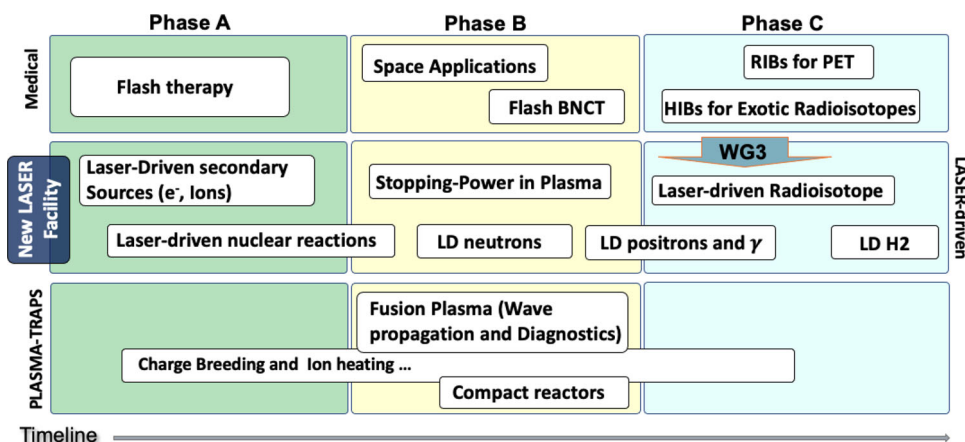 Phase A
Phase B
Phase C
Medical
Flash therapy
Space Applications
Flash BNCT
RIBs for PET
HIBs for Exotic Radioisotopes
New LASER
Facility
Laser-Driven secondary
Sources (e-, Ions)
Laser-driven nuclear reactions
Stopping-Power in Plasma
LD neutrons
WG3
Laser-driven Radioisotope
LD positrons and γ
LD H2
LASER-driven
PLASMA-TRAPS
Fusion Plasma (Wave
propagation and Diagnostics)
Charge Breeding and Ion heating ...
Compact reactors
Timeline